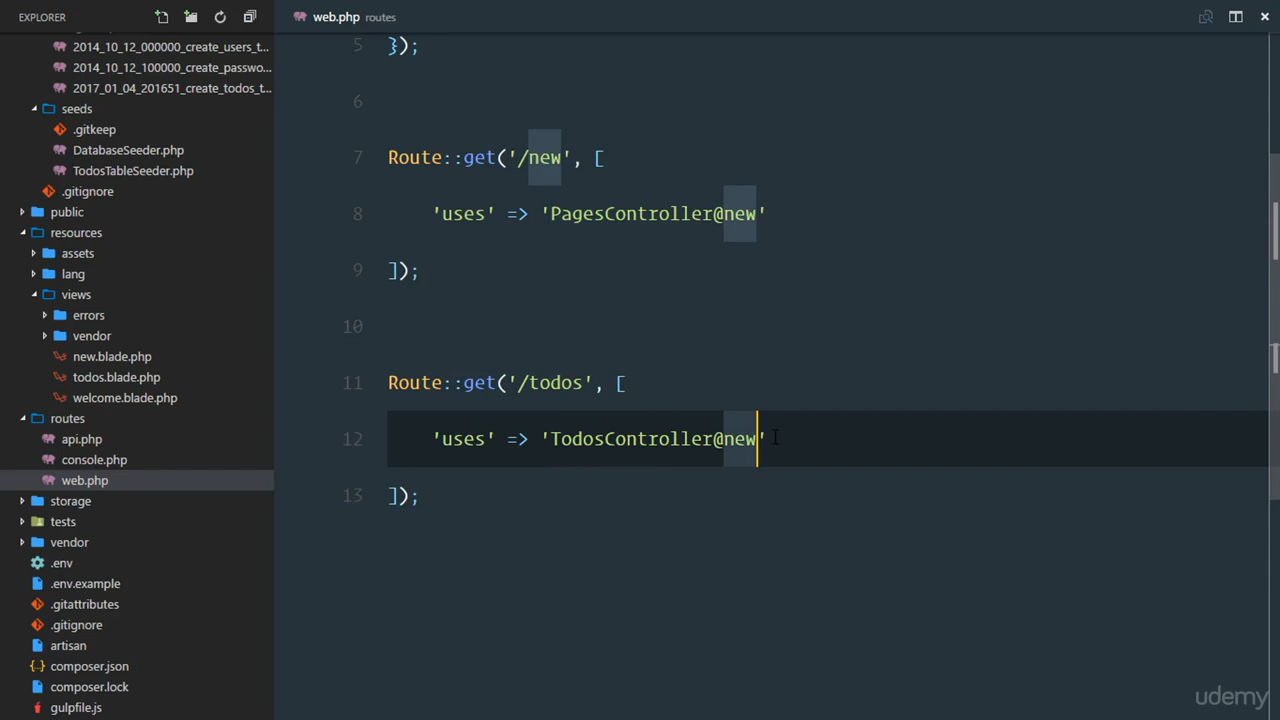 EXPLORER
web.php routes
2014_10_12_000000_create_users_t...
2014_10_12_100000_create_passwo...
2017_01_04_201651_create_todos_t...
seeds
.gitkeep
DatabaseSeeder.php
TodosTableSeeder.php
.gitignore
public
resources
assets
lang
views
errors
vendor
new.blade.php
todos.blade.php
welcome.blade.php
routes
api.php
console.php
web.php
storage
tests
vendor
.env
.env.example
.gitattributes
.gitignore
artisan
composer.json
composer.lock
gulpfile.js
5 });
6
7 Route::get('/new', [
8 'uses' => 'PagesController@new'
9 ]);
10
11 Route::get('/todos', [
12 'uses' => 'TodosController@new'
13 ]);
udemy